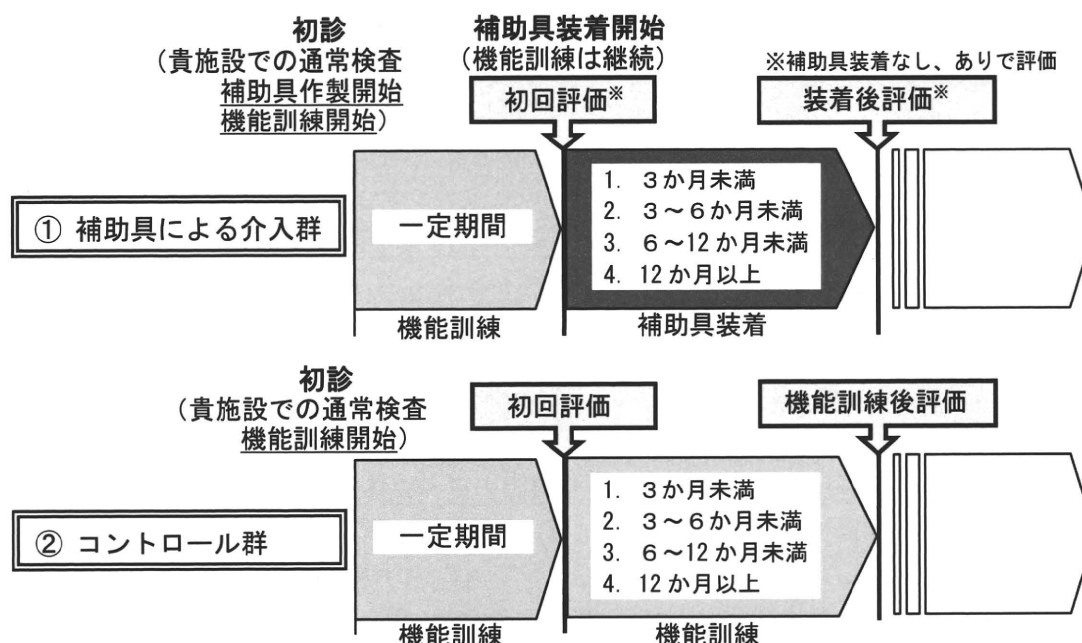 初診
（貴施設での通常検査
補助具作製開始
機能訓練開始）
補助具装着開始
（機能訓練は継続）
初回評価※
※補助具装着なし、ありで評価
装着後評価※
① 補助具による介入群
一定期間
1. ３か月未満
2. ３～６か月未満
3. ６～12か月未満
4. 12か月以上
機能訓練
補助具装着
初診
（貴施設での通常検査
機能訓練開始）
初回評価
機能訓練後評価
② コントロール群
一定期間
1. ３か月未満
2. ３～６か月未満
3. ６～12か月未満
4. 12か月以上
機能訓練
機能訓練